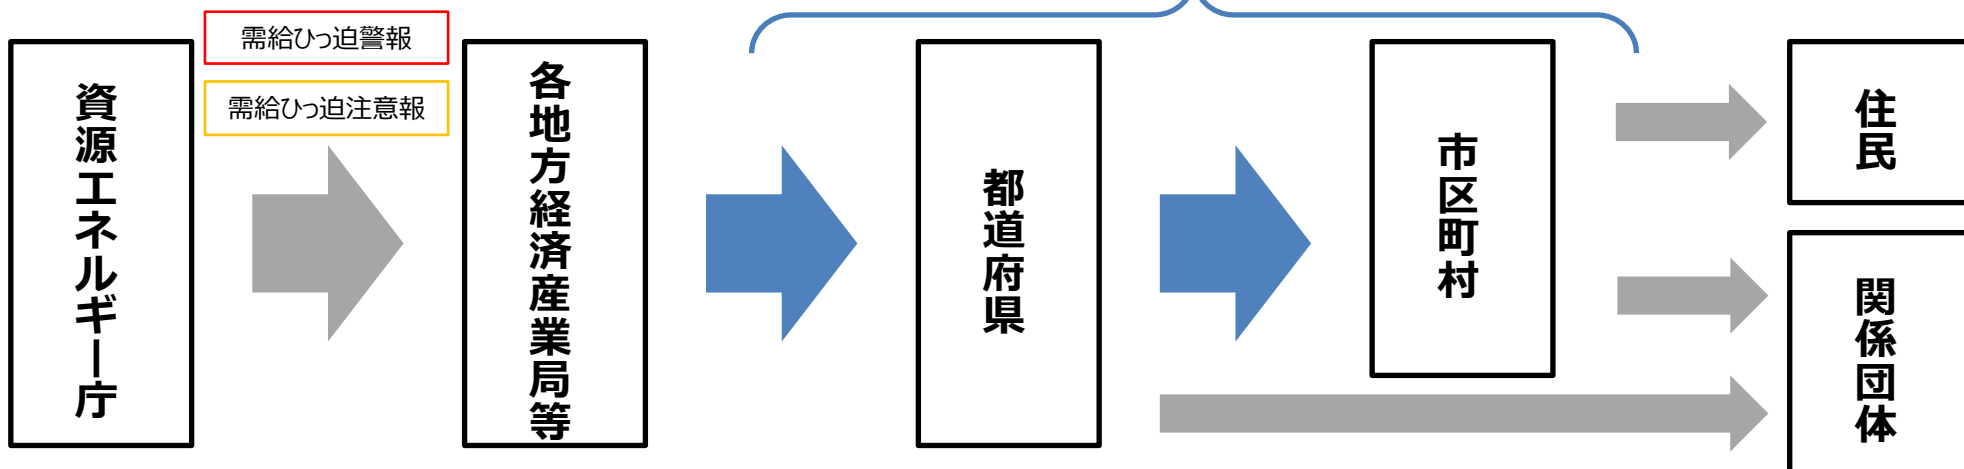 資源エネルギー庁
需給ひっ迫警報
需給ひっ迫注意報
各地方経済産業局等
都道府県
市区町村
住民
関係団体